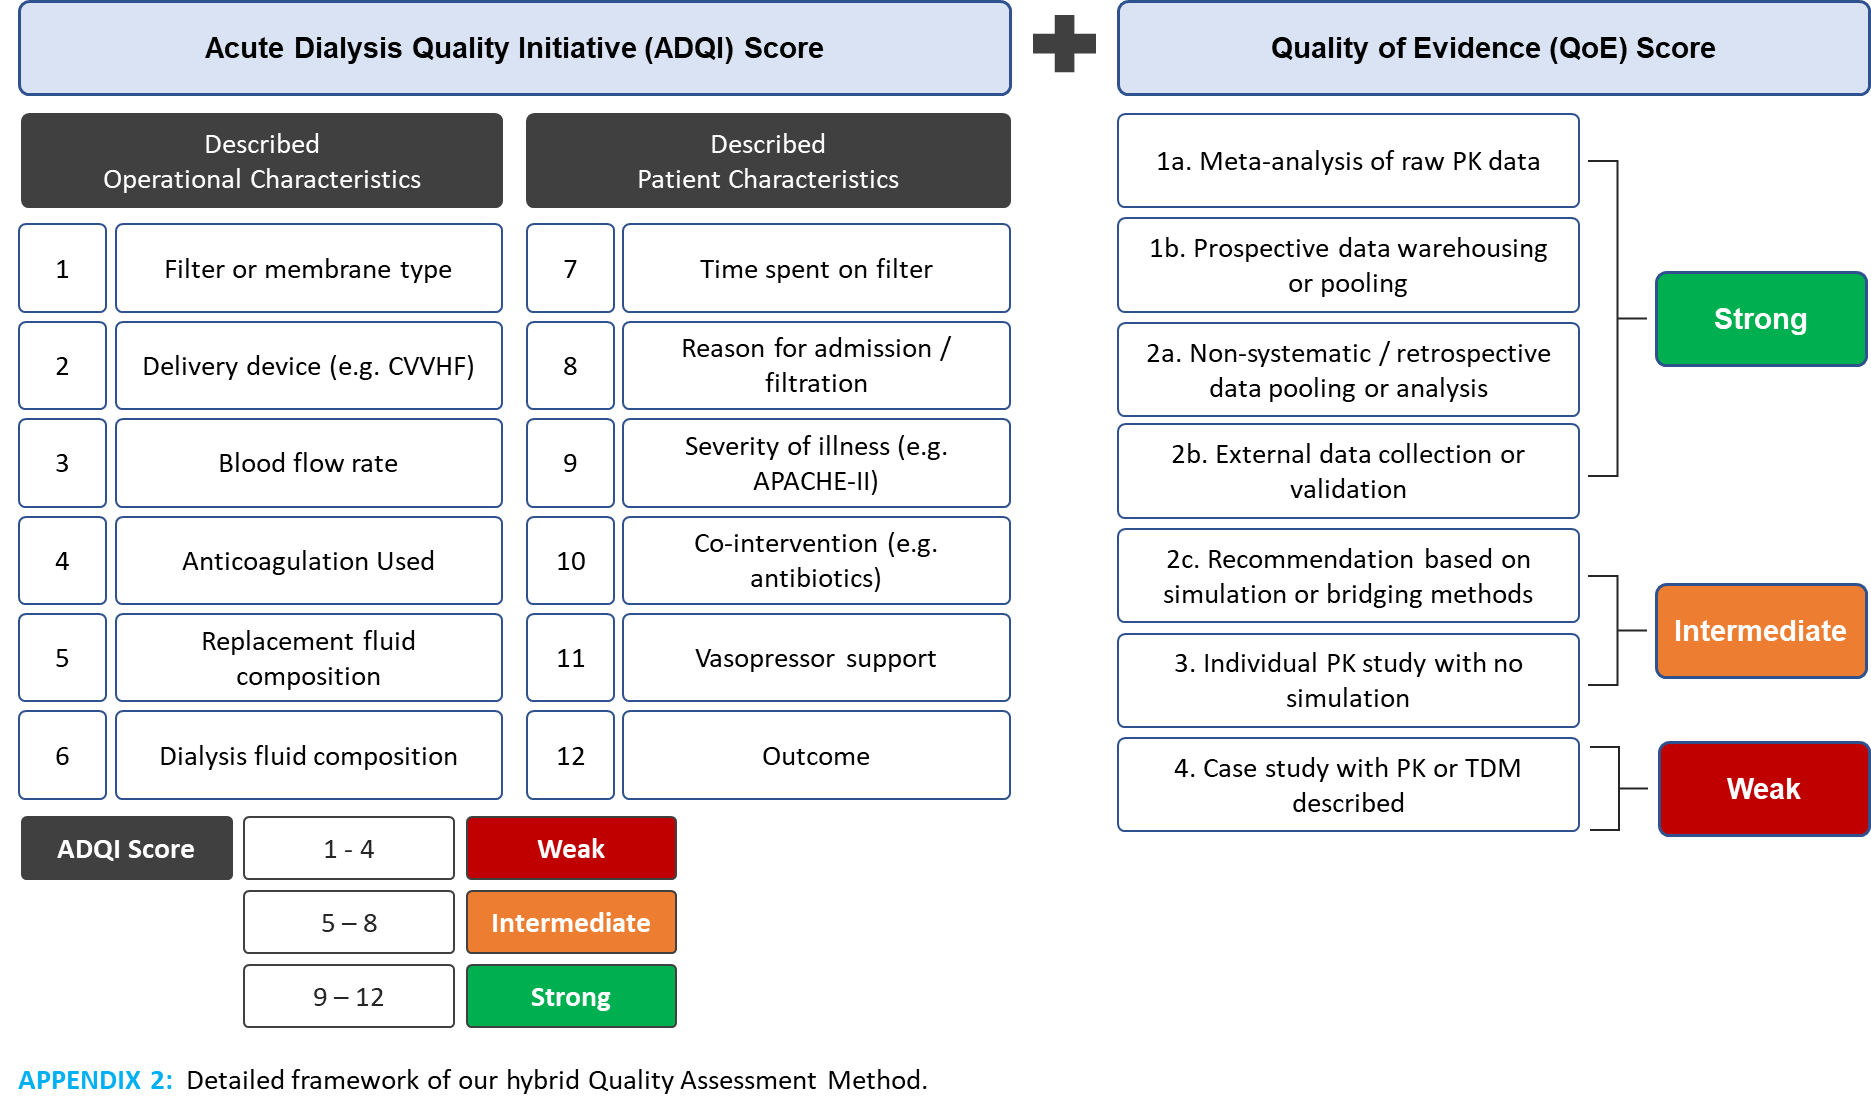 Acute Dialysis Quality Initiative (ADQI) Score
Quality of Evidence (QoE) Score
Described
Operational Characteristics
Described
Patient Characteristics
1
Filter or membrane type
2
Delivery device (e.g. CVVHF)
3
Blood flow rate
4
Anticoagulation Used
5
Replacement fluid
composition
6
Dialysis fluid composition
7
Time spent on filter
8
Reason for admission /
filtration
9
Severity of illness (e.g.
APACHE-II)
10
Co-intervention (e.g.
antibiotics)
11
Vasopressor support
12
Outcome
ADQI Score
1 - 4
Weak
5 – 8
Intermediate
9 – 12
Strong
1a. Meta-analysis of raw PK data
1b. Prospective data warehousing
or pooling
2a. Non-systematic / retrospective
data pooling or analysis
2b. External data collection or
validation
Strong
2c. Recommendation based on
simulation or bridging methods
3. Individual PK study with no
simulation
Intermediate
4. Case study with PK or TDM
described
Weak
APPENDIX 2: Detailed framework of our hybrid Quality Assessment Method.